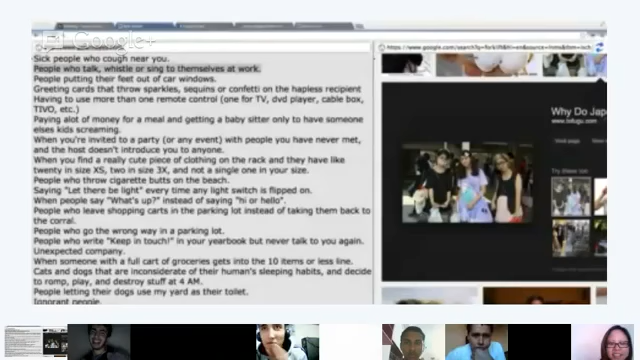 Google+
https://www.google.com/search?q=
Sick people who cough near you.
People who talk, whistle or sing to themselves at work.
People putting their feet out of car windows.
Greeting cards that throw sparkles, sequins or confetti on the hapless recipient
Having to use more than one remote control (one for TV, dvd player, cable box,
TIVO, etc.)
Paying alot of money for a meal and getting a baby sitter only to have someone
elses kids screaming.
When you're invited to a party (or any event) with people you have never met,
and the host doesn't introduce you to anyone.
When you find a really cute piece of clothing on the rack and they have like
twenty in size XS, two in size 3X, and not a single one in your size.
People who throw cigarette butts on the beach.
Saying "Let there be light" every time any light switch is flipped on.
When people say "What's up?" instead of saying "hi or hello".
People who leave shopping carts in the parking lot instead of taking them back to
the corral.
People who go the wrong way in a parking lot.
People who write "Keep in touch!" in your yearbook but never talk to you again.
Unexpected company.
When someone with a full cart of groceries gets into the 10 items or less line.
Cats and dogs that are inconsiderate of their human's sleeping habits, and decide
to romp, play, and destroy stuff at 4 AM.
People letting their dogs use my yard as their toilet.
Ignorant people.
Why Do Jap